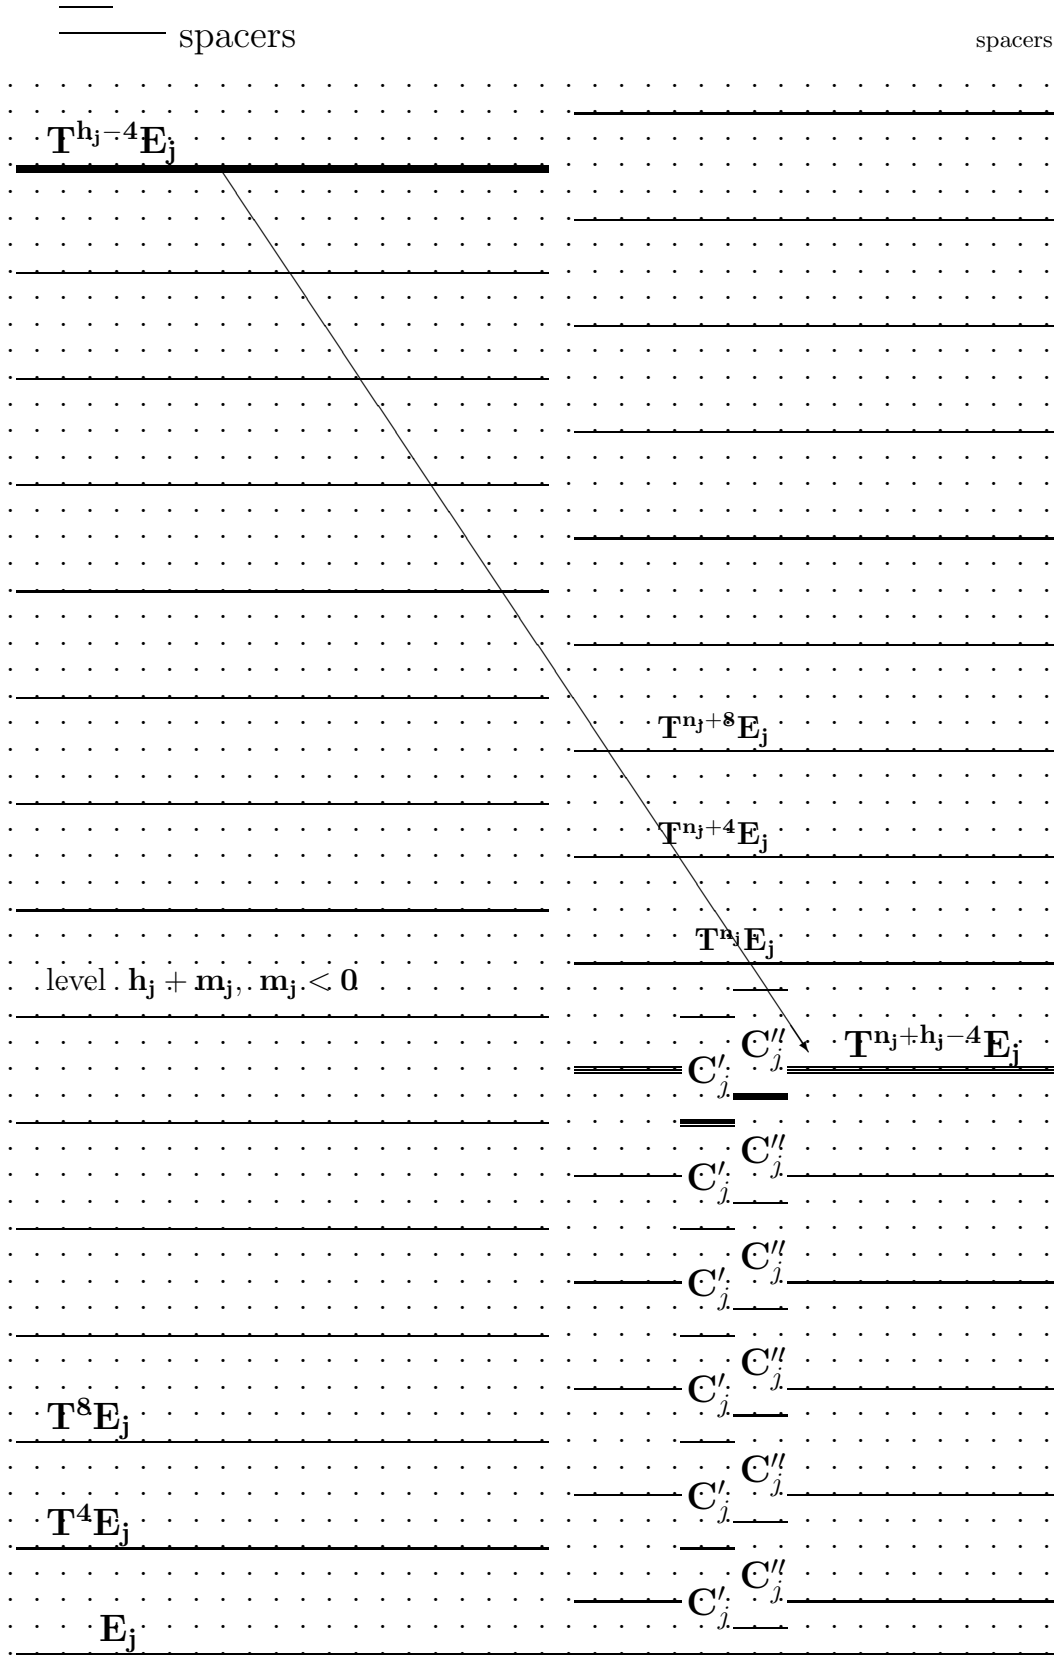 spacers
spacers
T^{h_j−4}E_j
T^{n_j+8}E_j
T^{n_j+4}E_j
T^{n_j}E_j
level h_j + m_j, m_j < 0
C″_j
T^{n_j+h_j−4}E_j
C′_j
C″_j
C′_j
C″_j
C′_j
C″_j
C′_j
T^8E_j
C″_j
C′_j
T^4E_j
C″_j
C′_j
E_j